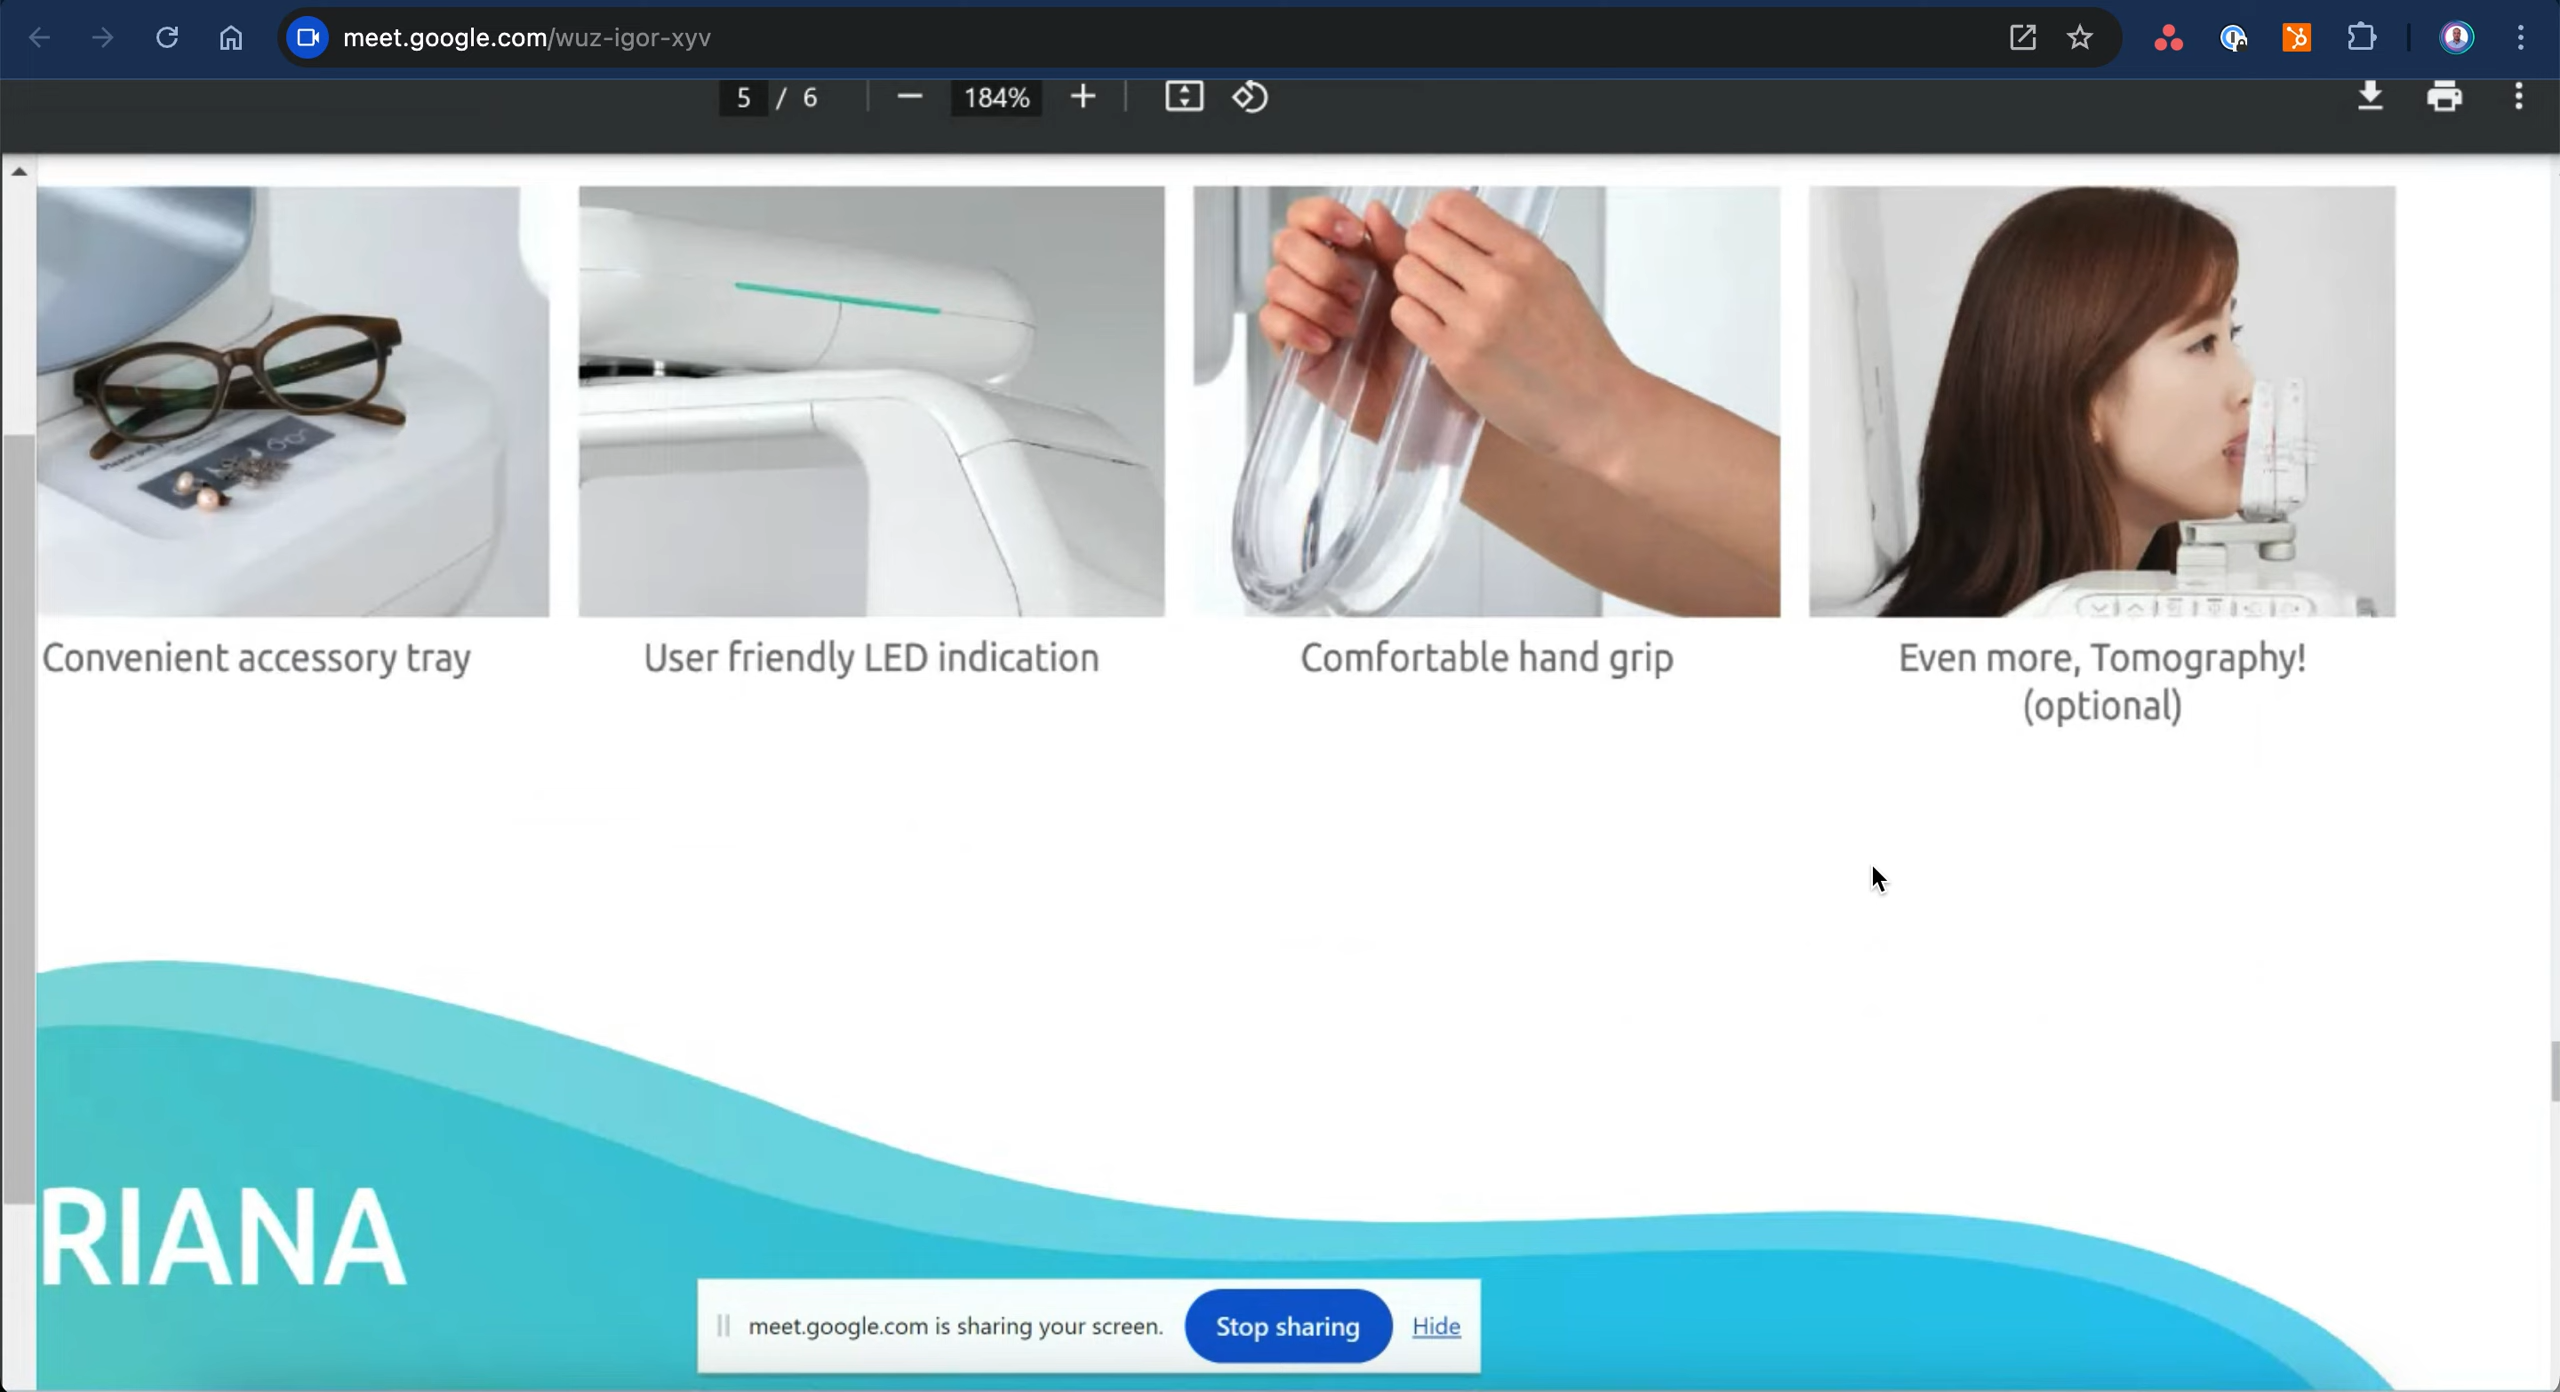 meet.google.com/wuz-igor-xyv
5 / 6
184%
Convenient accessory tray
User friendly LED indication
Comfortable hand grip
Even more, Tomography!
(optional)
RIANA
meet.google.com is sharing your screen.
Stop sharing
Hide